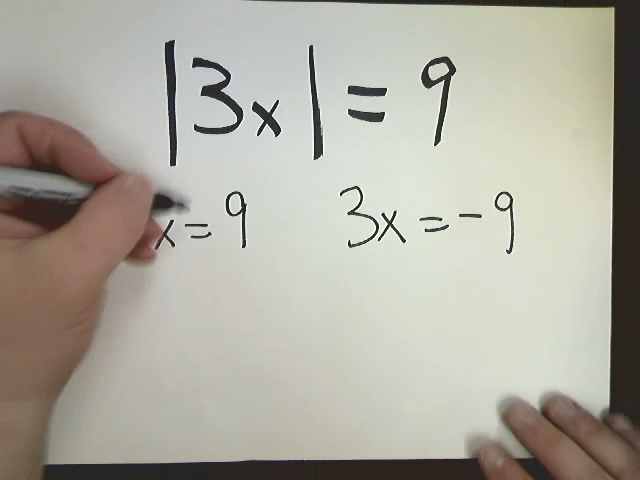 |3x| = 9
x = 9 3x = -9